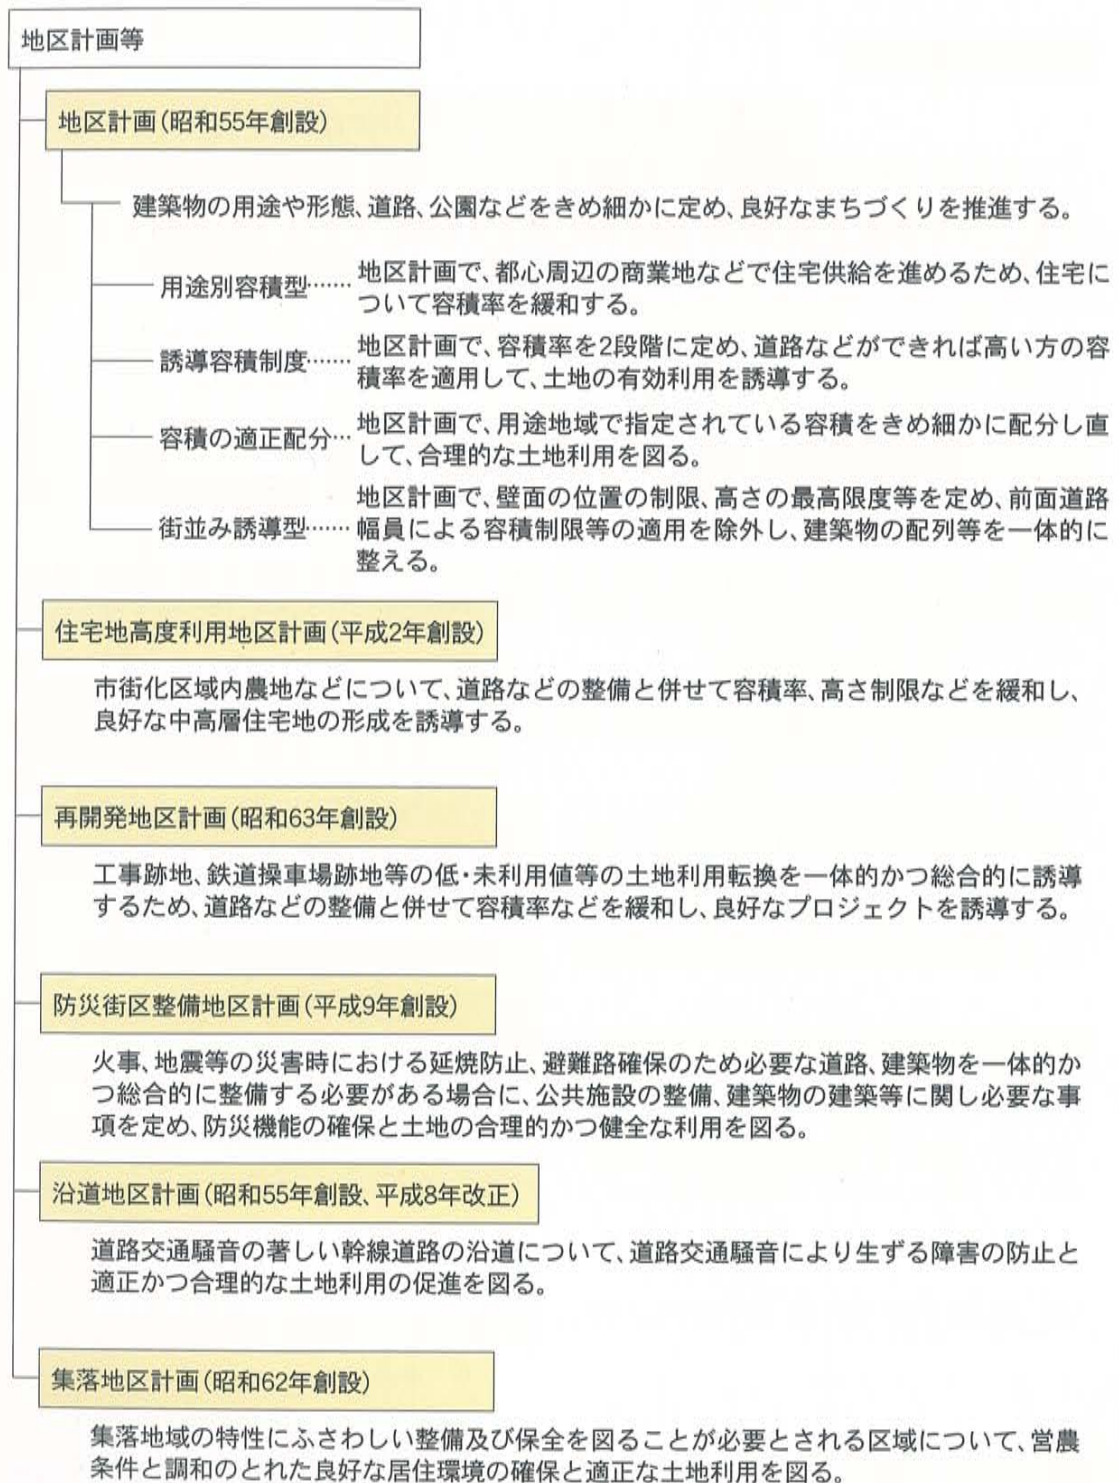 地区計画等
地区計画(昭和55年創設)
建築物の用途や形態、道路、公園などをきめ細かに定め、良好なまちづくりを推進する。
用途別容積型……地区計画で、都心周辺の商業地などで住宅供給を進めるため、住宅に
ついて容積率を緩和する。
誘導容積制度……地区計画で、容積率を2段階に定め、道路などができれば高い方の容
積率を適用して、土地の有効利用を誘導する。
容積の適正配分…地区計画で、用途地域で指定されている容積をきめ細かに配分し直
して、合理的な土地利用を図る。
地区計画で、壁面の位置の制限、高さの最高限度等を定め、前面道路
街並み誘導型……幅員による容積制限等の適用を除外し、建築物の配列等を一体的に
整える。
住宅地高度利用地区計画(平成2年創設)
市街化区域内農地などについて、道路などの整備と併せて容積率、高さ制限などを緩和し、
良好な中高層住宅地の形成を誘導する。
再開発地区計画(昭和63年創設)
工事跡地、鉄道操車場跡地等の低・未利用値等の土地利用転換を一体的かつ総合的に誘導
するため、道路などの整備と併せて容積率などを緩和し、良好なプロジェクトを誘導する。
防災街区整備地区計画(平成9年創設)
火事、地震等の災害時における延焼防止、避難路確保のため必要な道路、建築物を一体的か
つ総合的に整備する必要がある場合に、公共施設の整備、建築物の建築等に関し必要な事
項を定め、防災機能の確保と土地の合理的かつ健全な利用を図る。
沿道地区計画(昭和55年創設、平成8年改正)
道路交通騒音の著しい幹線道路の沿道について、道路交通騒音により生ずる障害の防止と
適正かつ合理的な土地利用の促進を図る。
集落地区計画(昭和62年創設)
集落地域の特性にふさわしい整備及び保全を図ることが必要とされる区域について、営農
条件と調和のとれた良好な居住環境の確保と適正な土地利用を図る。